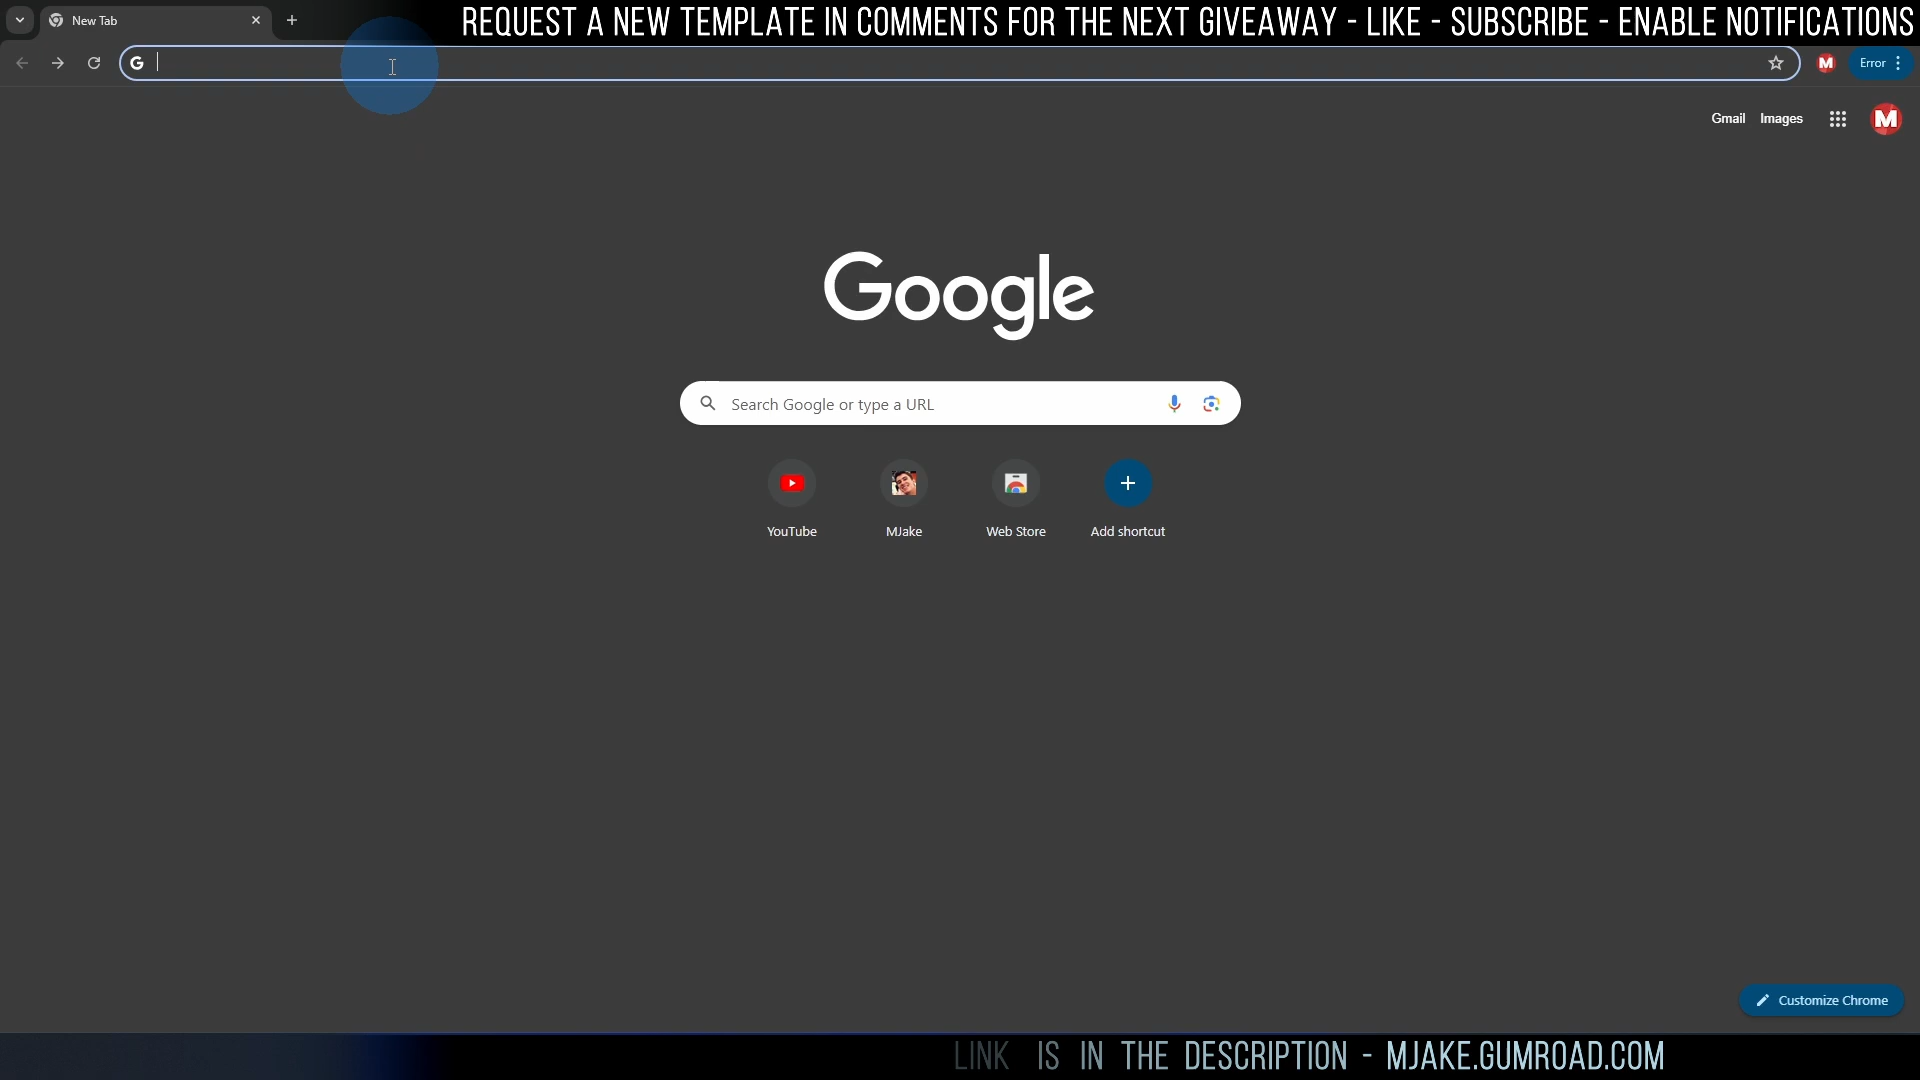 New Tab
REQUEST A NEW TEMPLATE IN COMMENTS FOR THE NEXT GIVEAWAY - LIKE - SUBSCRIBE - ENABLE NOTIFICATIONS
G
M
Error
Gmail
Images
M
Google
Search Google or type a URL
YouTube
MJake
Web Store
Add shortcut
Customize Chrome
LINK IS IN THE DESCRIPTION - MJAKE.GUMROAD.COM